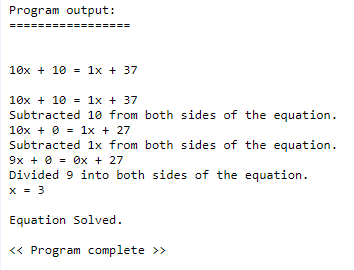 Program output:
=================
10x + 10 = 1x + 37
10x + 10 = 1x + 37
Subtracted 10 from both sides of the equation.
10x + 0 = 1x + 27
Subtracted 1x from both sides of the equation.
9x + 0 = 0x + 27
Divided 9 into both sides of the equation.
x = 3
Equation Solved.
<< Program complete >>